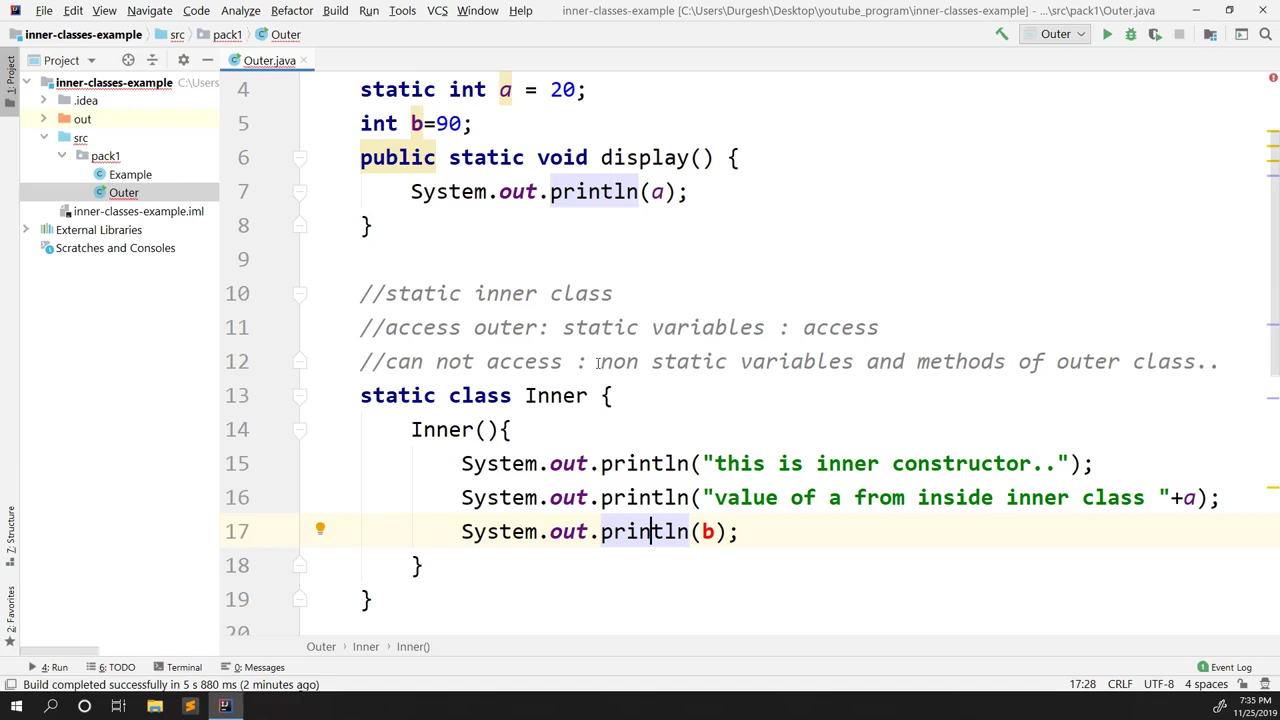 File Edit View Navigate Code Analyze Refactor Build Run Tools VCS Window Help inner-classes-example [C:\Users\Durgesh\Desktop\youtube_program\inner-classes-example] - ...\src\pack1\Outer.java
inner-classes-example src pack1 Outer Outer
1: Project
Project
Outer.java
inner-classes-example C:\Users
.idea
out
src
pack1
Example
Outer
inner-classes-example.iml
External Libraries
Scratches and Consoles
4 static int a = 20;
5 int b=90;
6 public static void display() {
7 System.out.println(a);
8 }
9
10 //static inner class
11 //access outer: static variables : access
12 //can not access : non static variables and methods of outer class..
13 static class Inner {
14 Inner(){
15 System.out.println("this is inner constructor..");
16 System.out.println("value of a from inside inner class "+a);
17 System.out.println(b);
18 }
19 }
20
Z: Structure
2: Favorites
Outer Inner Inner()
4: Run 6: TODO Terminal 0: Messages Event Log
Build completed successfully in 5 s 880 ms (2 minutes ago) 17:28 CRLF UTF-8 4 spaces
7:35 PM
11/25/2019